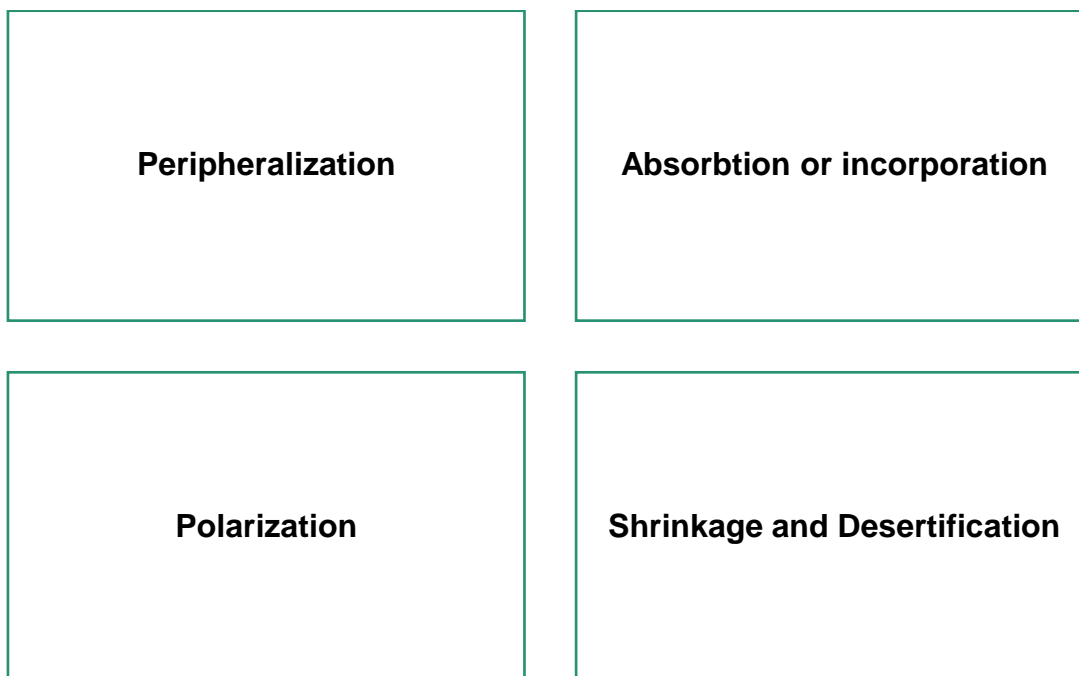 Peripheralization
Absorbtion or incorporation
Polarization
Shrinkage and Desertification